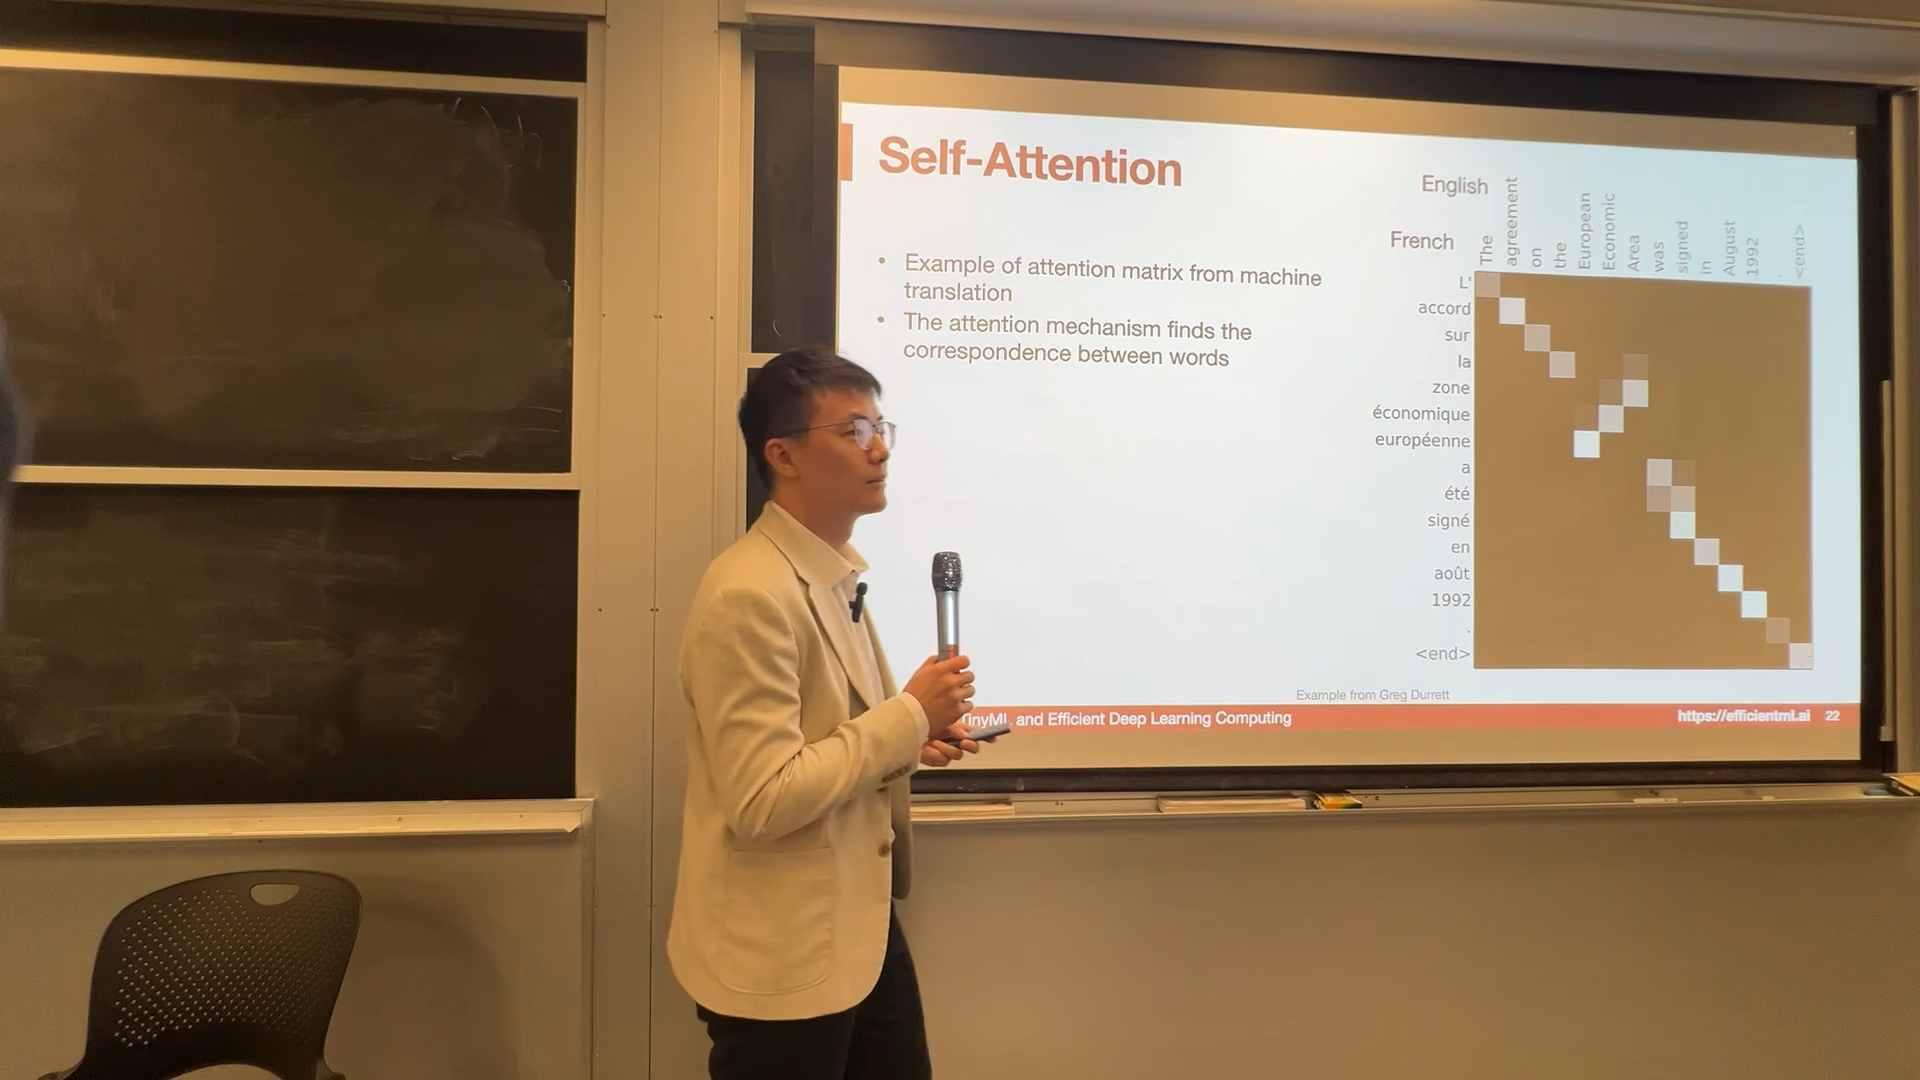 Self-Attention
• Example of attention matrix from machine
translation
• The attention mechanism finds the
correspondence between words
English
French
The
agreement
on
the
European
Economic
Area
was
signed
in
August
1992
.
<end>
L'
accord
sur
la
zone
économique
européenne
a
été
signé
en
août
1992
.
<end>
Example from Greg Durrett
TinyML and Efficient Deep Learning Computing
https://efficientml.ai 22